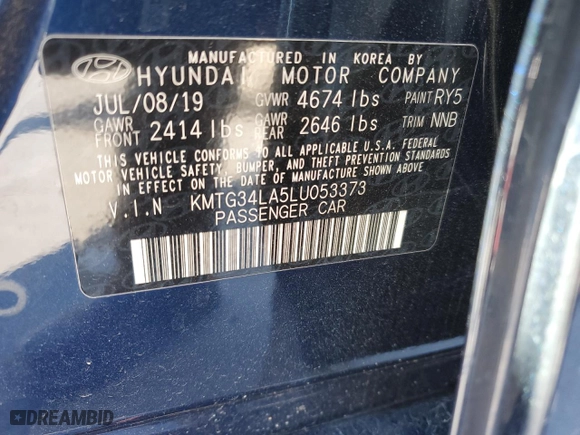 MANUFACTURED IN KOREA BY
HYUNDAI MOTOR COMPANY
JUL/08/19 GVWR 4674 lbs PAINT RY5
GAWR FRONT 2414 lbs GAWR REAR 2646 lbs TRIM NNB
THIS VEHICLE CONFORMS TO ALL APPLICABLE U.S.A. FEDERAL
MOTOR VEHICLE SAFETY, BUMPER, AND THEFT PREVENTION STANDARDS
IN EFFECT ON THE DATE OF MANUFACTURE SHOWN ABOVE
V.I.N KMTG34LA5LU053373
PASSENGER CAR
DREAMBID